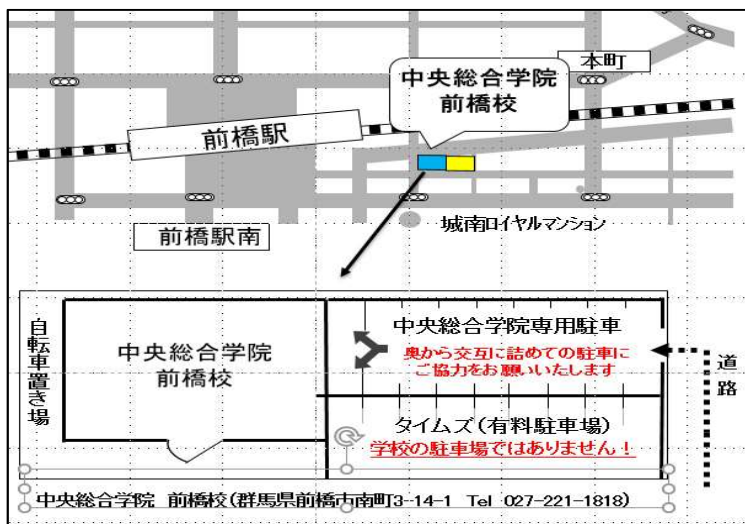 本町
中央総合学院
前橋校
前橋駅
城南ロイヤルマンション
前橋駅南
自転車置き場
中央総合学院
前橋校
中央総合学院専用駐車
奥から交互に詰めての駐車に
ご協力をお願いいたします
道路
タイムズ(有料駐車場)
学校の駐車場ではありません!
中央総合学院 前橋校(群馬県前橋市南町3-14-1 Tel 027-221-1818)